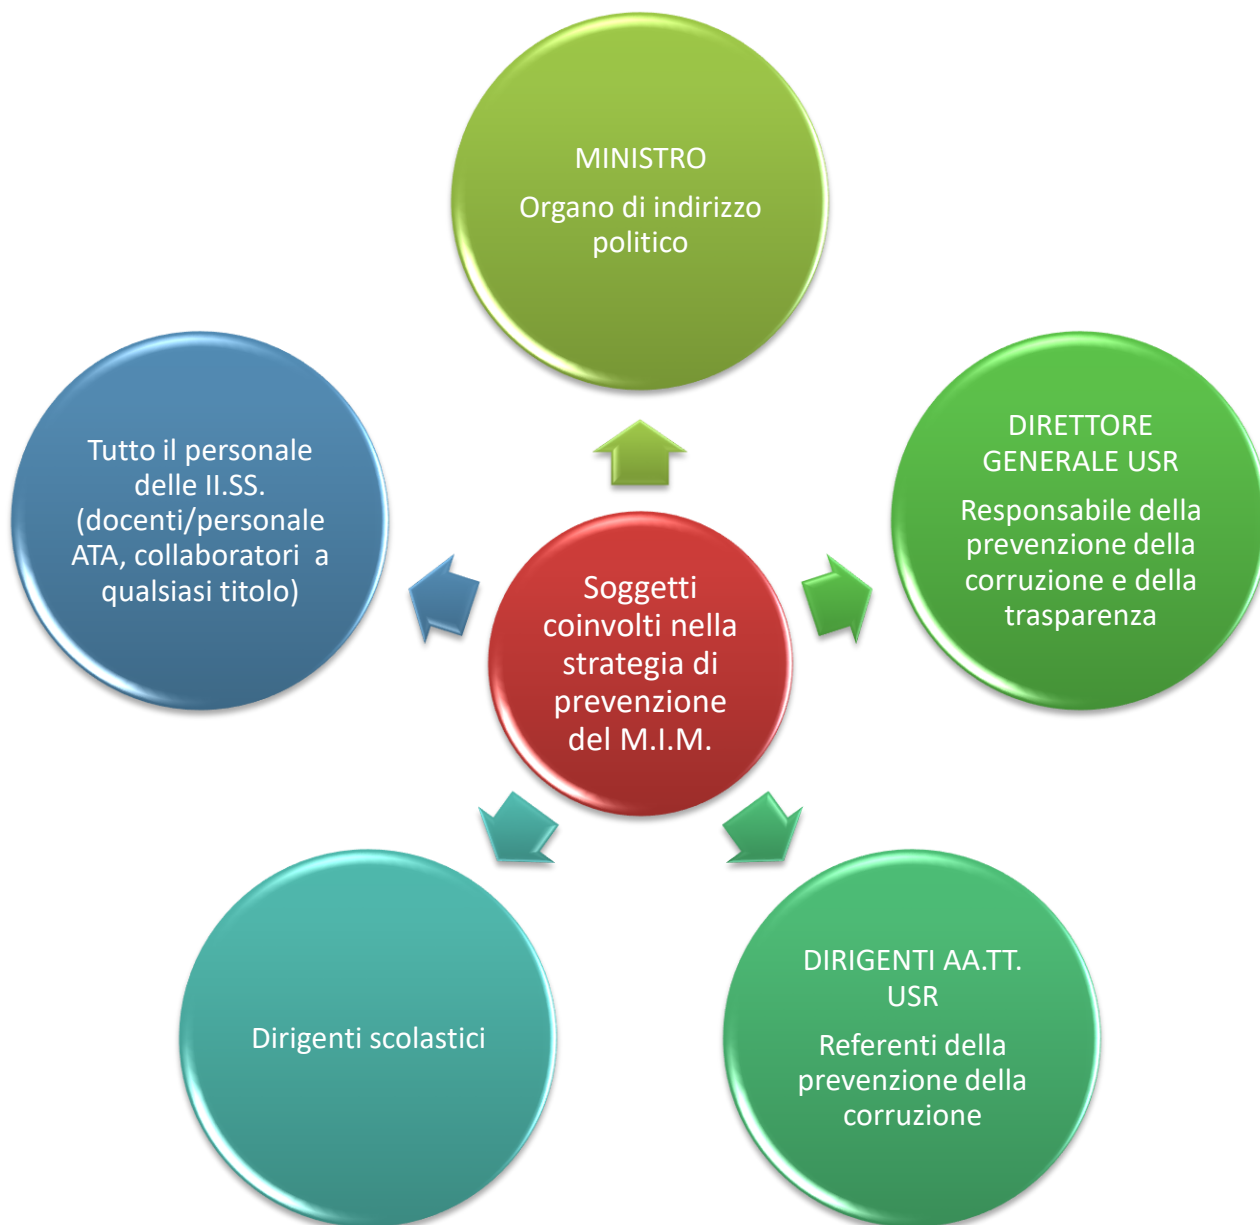 MINISTRO
Organo di indirizzo
politico
DIRETTORE
GENERALE USR
Responsabile della
prevenzione della
corruzione e della
trasparenza
Tutto il personale
delle II.SS.
(docenti/personale
ATA, collaboratori a
qualsiasi titolo)
Soggetti
coinvolti nella
strategia di
prevenzione
del M.I.M.
DIRIGENTI AA.TT.
USR
Referenti della
prevenzione della
corruzione
Dirigenti scolastici